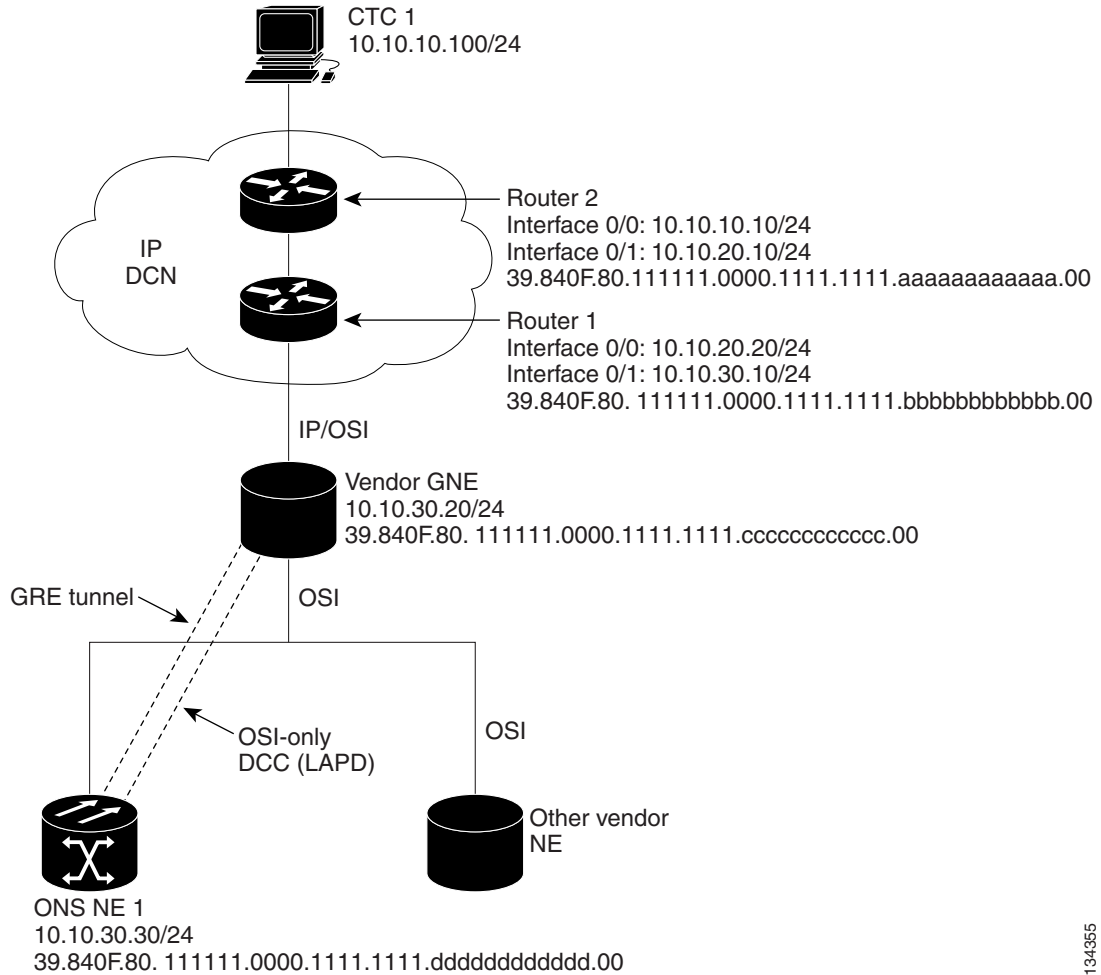 CTC 1
10.10.10.100/24
IP
DCN
Router 2
Interface 0/0: 10.10.10.10/24
Interface 0/1: 10.10.20.10/24
39.840F.80.111111.0000.1111.1111.aaaaaaaaaaaa.00
Router 1
Interface 0/0: 10.10.20.20/24
Interface 0/1: 10.10.30.10/24
39.840F.80. 111111.0000.1111.1111.bbbbbbbbbbbb.00
IP/OSI
Vendor GNE
10.10.30.20/24
39.840F.80. 111111.0000.1111.1111.cccccccccccc.00
GRE tunnel
OSI
OSI-only
DCC (LAPD)
OSI
Other vendor
NE
ONS NE 1
10.10.30.30/24
39.840F.80. 111111.0000.1111.1111.dddddddddddd.00
134355